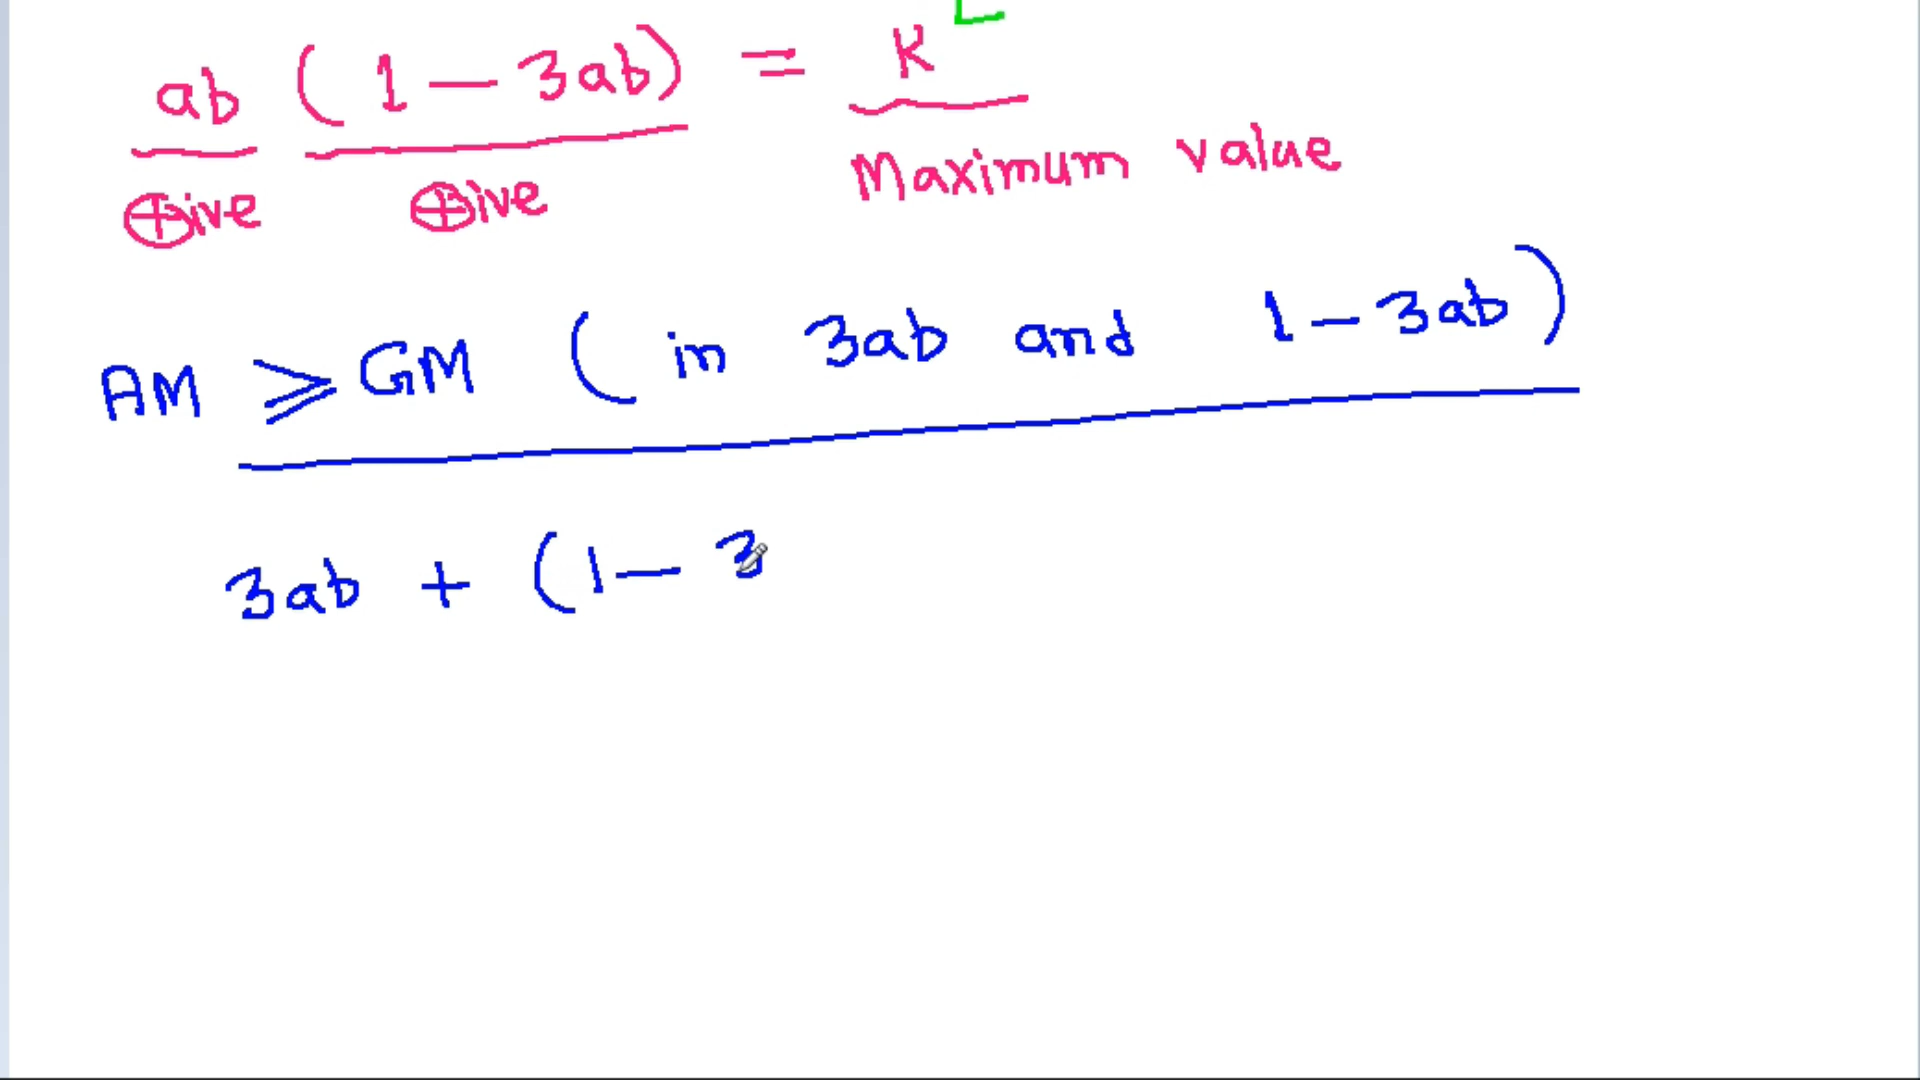 ab (1 - 3ab) = K
⊕ive ⊕ive Maximum value
AM ⩾ GM ( in 3ab and 1 - 3ab )
3ab + (1 - 3